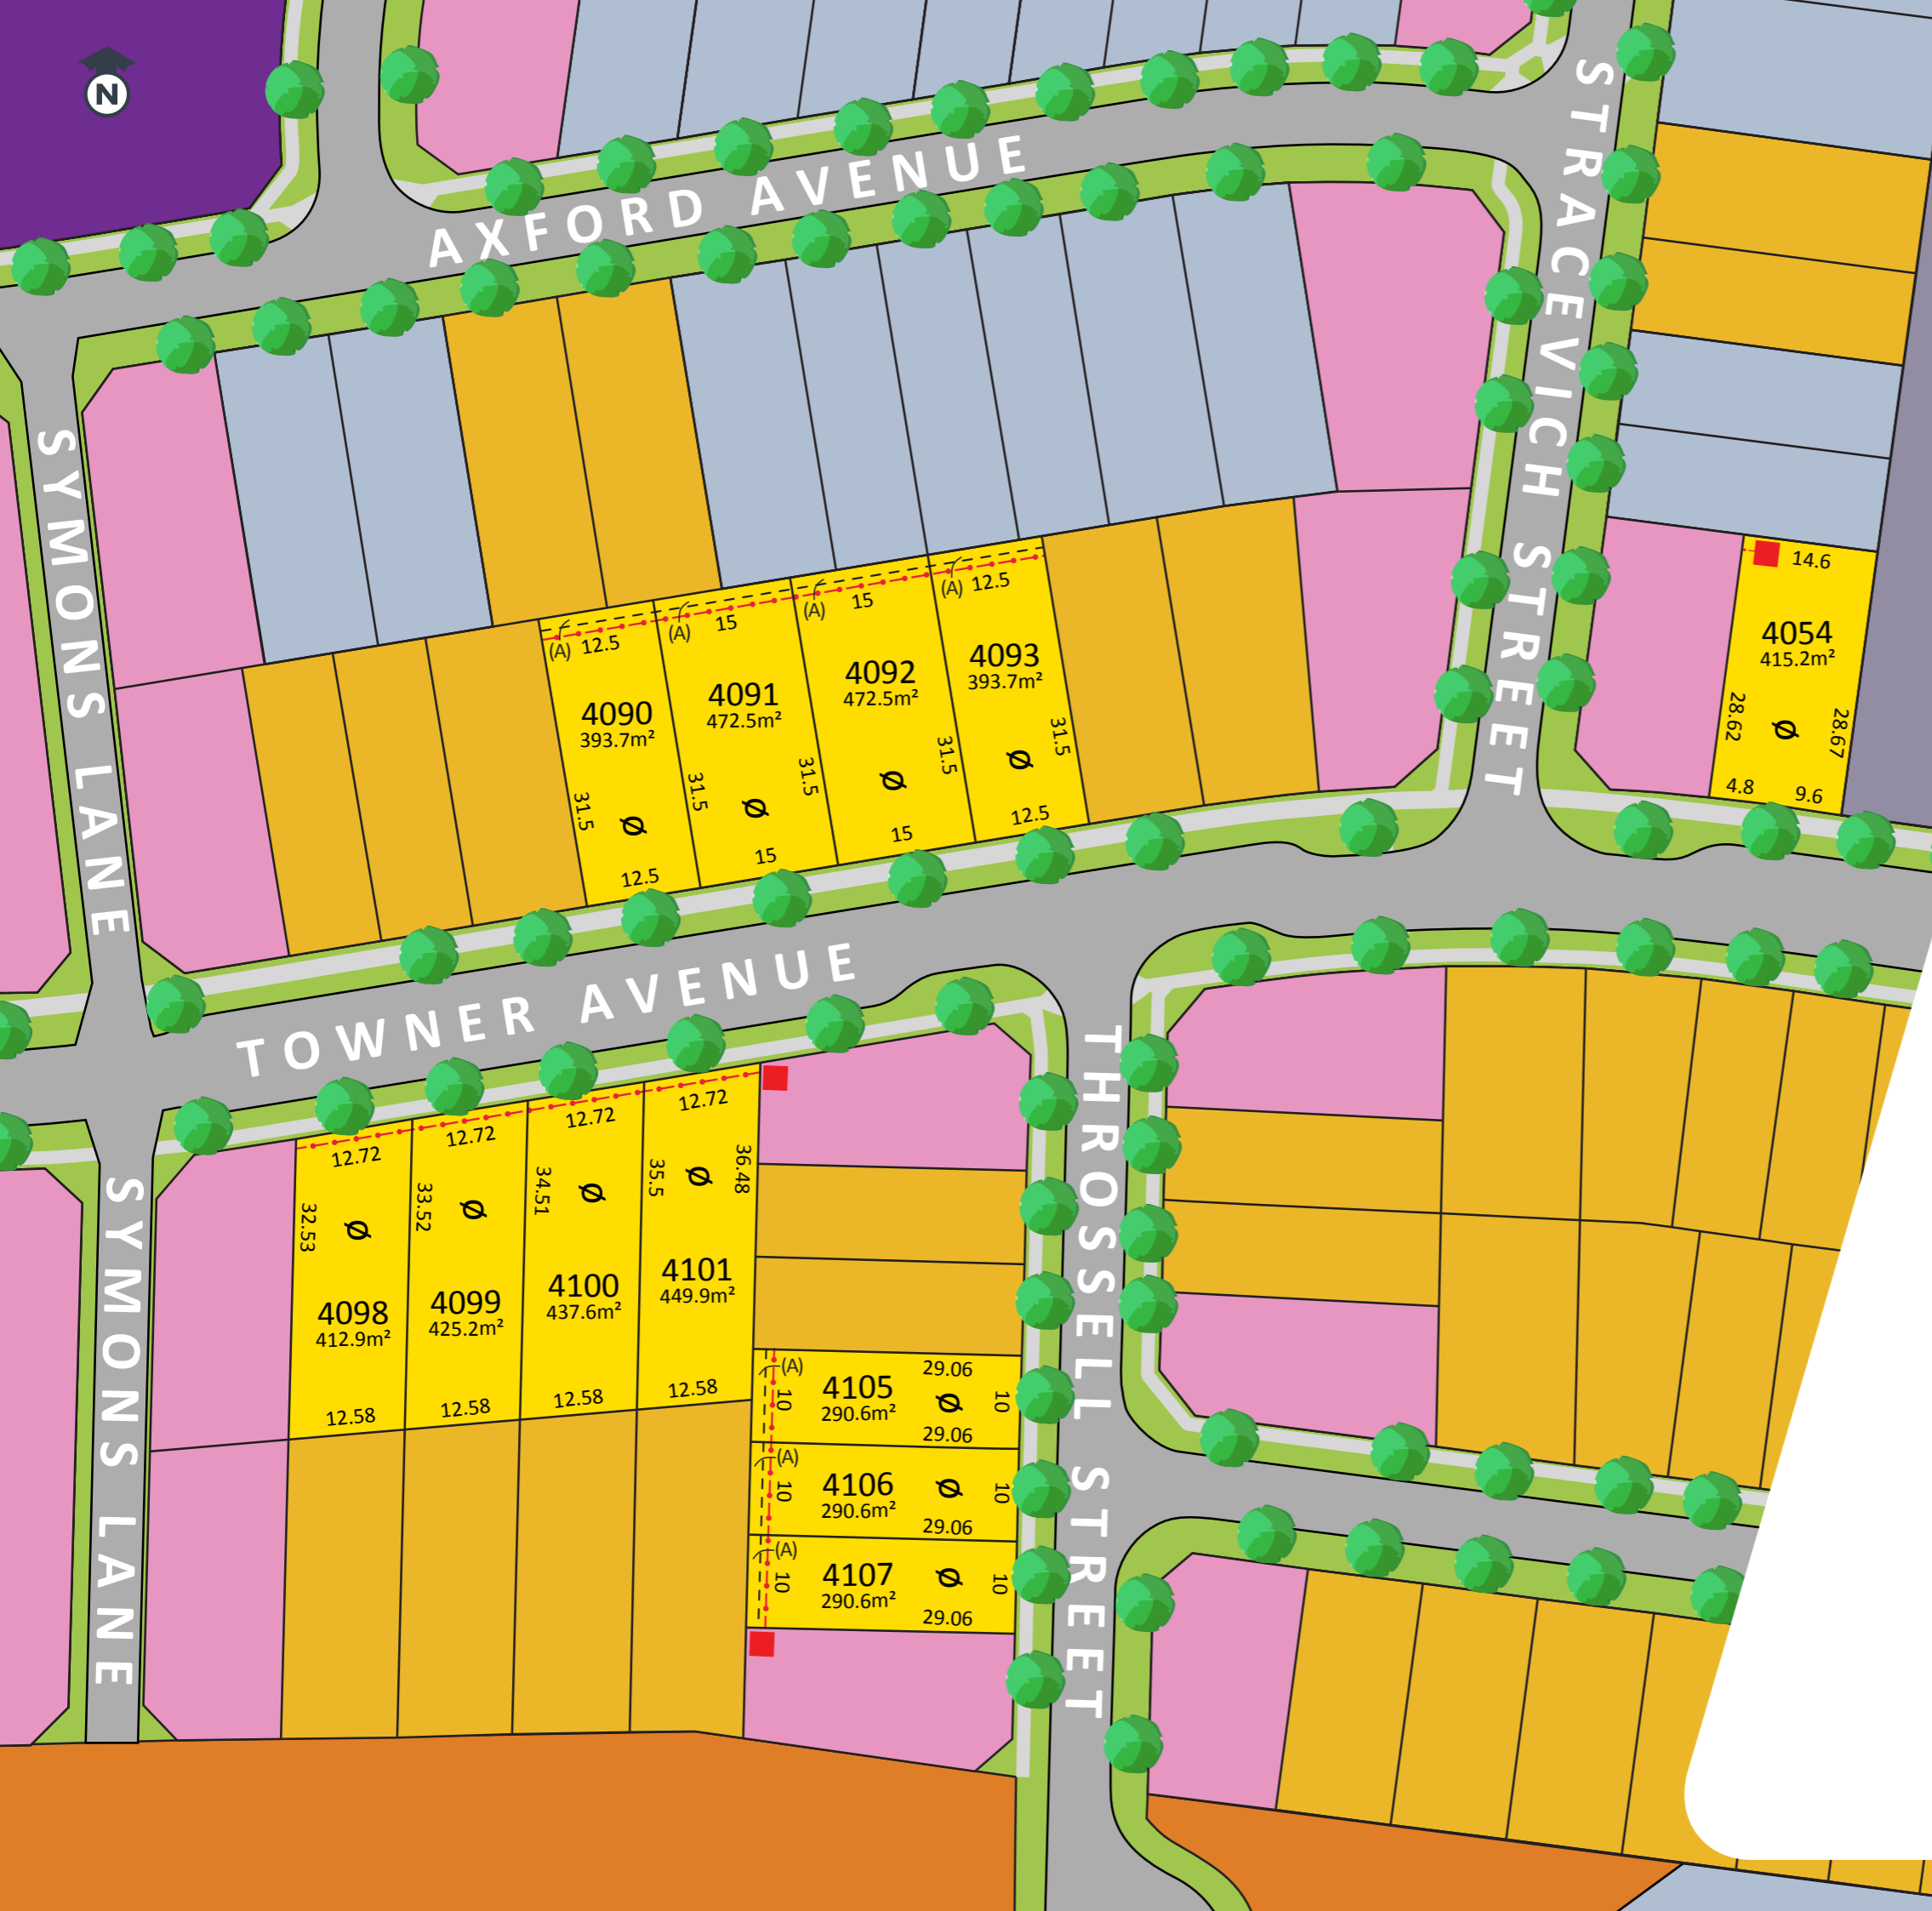 N
AXFORD AVENUE
STRACEVICH STREET
SYMONS LANE
(A)
12.5
4090
393.7m²
31.5
Ø
12.5
(A)
15
4091
472.5m²
31.5
Ø
15
(A)
15
4092
472.5m²
31.5
Ø
15
(A)
12.5
4093
393.7m²
31.5
31.5
Ø
12.5
14.6
4054
415.2m²
28.62
Ø
28.67
4.8
9.6
TOWNER AVENUE
THROSSELL STREET
SYMONS LANE
12.72
32.53
Ø
4098
412.9m²
12.58
12.72
33.52
Ø
4099
425.2m²
12.58
12.72
34.51
Ø
4100
437.6m²
12.58
12.72
35.5
Ø
36.48
4101
449.9m²
12.58
(A)
29.06
10
4105
290.6m²
Ø
10
29.06
(A)
10
4106
290.6m²
Ø
10
29.06
(A)
10
4107
290.6m²
Ø
10
29.06